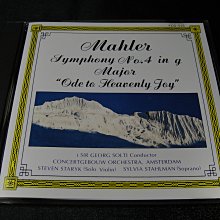 Mahler
Symphony No.4 in g
Major
"Ode to Heavenly Joy"
SIR GEORG SOLTI Conductor
CONCERTGEBOUW ORCHESTRA, AMSTERDAM
STEVEN STARYK (Solo Violin) SYLVIA STAHLMAN (Soprano)